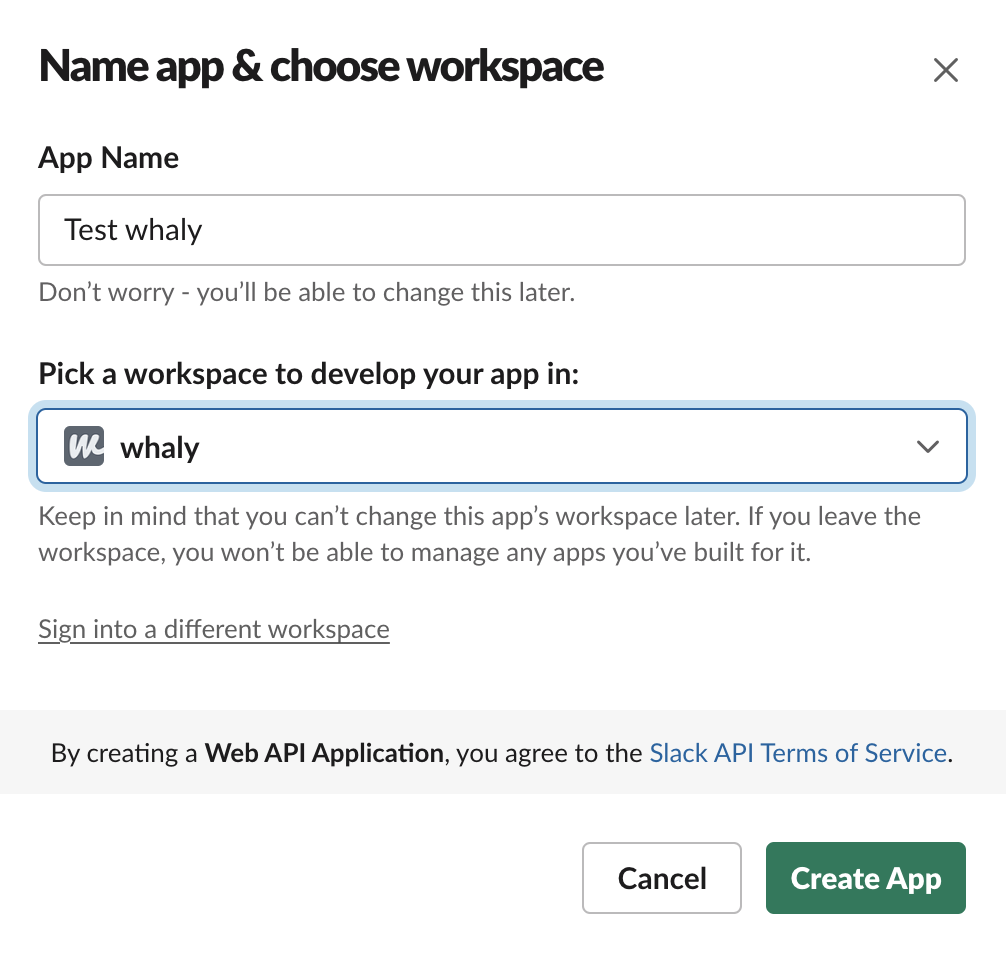 Name app & choose workspace
App Name
Test whaly
Don’t worry - you’ll be able to change this later.
Pick a workspace to develop your app in:
whaly
Keep in mind that you can’t change this app’s workspace later. If you leave the
workspace, you won’t be able to manage any apps you’ve built for it.
Sign into a different workspace
By creating a Web API Application, you agree to the Slack API Terms of Service.
Cancel
Create App